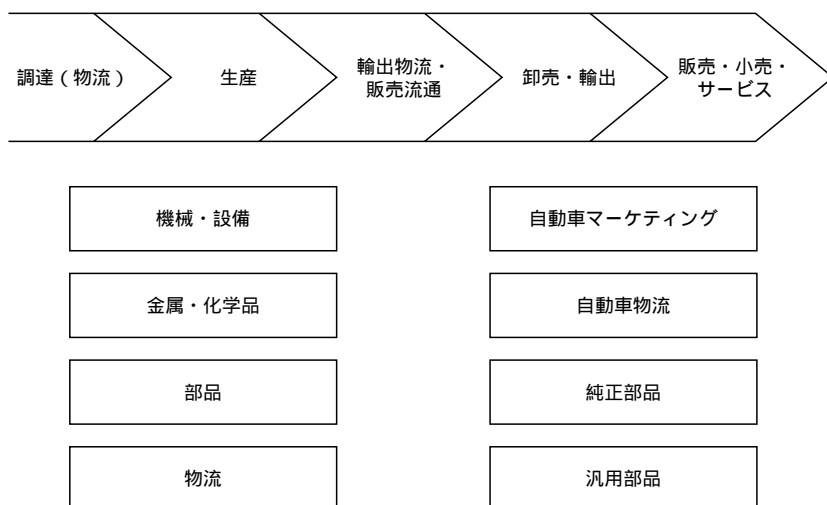 調達（物流）
生産
輸出物流・
販売流通
卸売・輸出
販売・小売・
サービス
機械・設備
自動車マーケティング
金属・化学品
自動車物流
部品
純正部品
物流
汎用部品